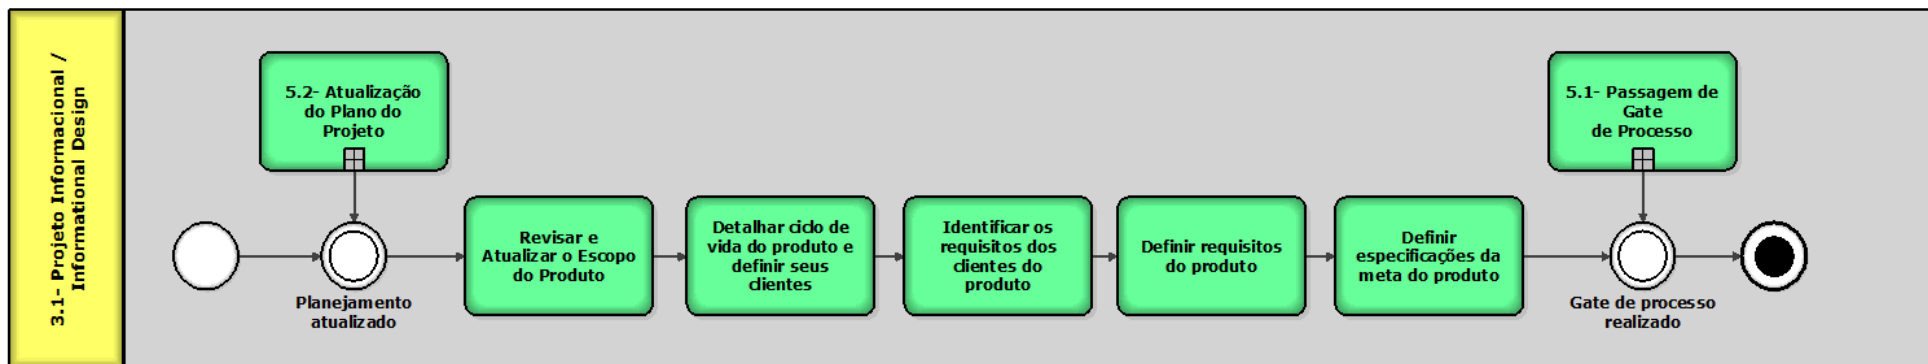 3.1- Projeto Informacional /
Informational Design
5.2- Atualização
do Plano do
Projeto
Planejamento
atualizado
Revisar e
Atualizar o Escopo
do Produto
Detalhar ciclo de
vida do produto e
definir seus
clientes
Identificar os
requisitos dos
clientes do
produto
Definir requisitos
do produto
Definir
especificações da
meta do produto
5.1- Passagem de
Gate
de Processo
Gate de processo
realizado